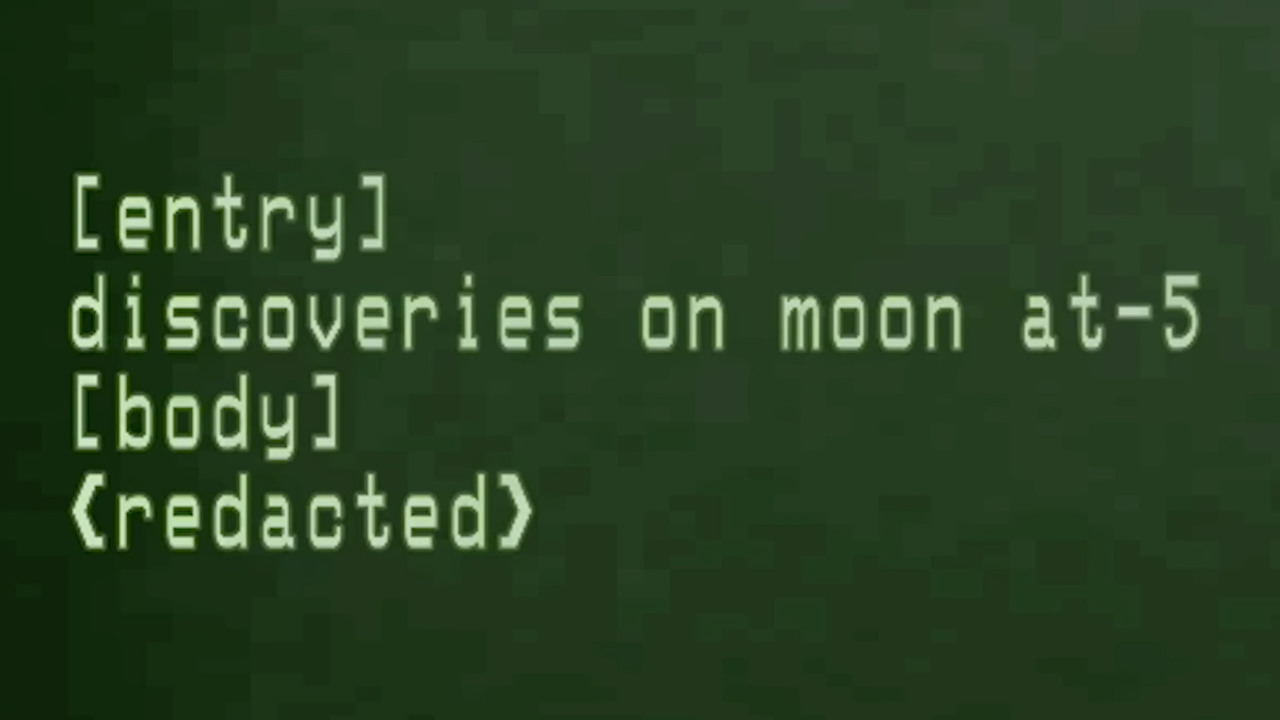 [entry]
discoveries on moon at-5
[body]
{redacted}